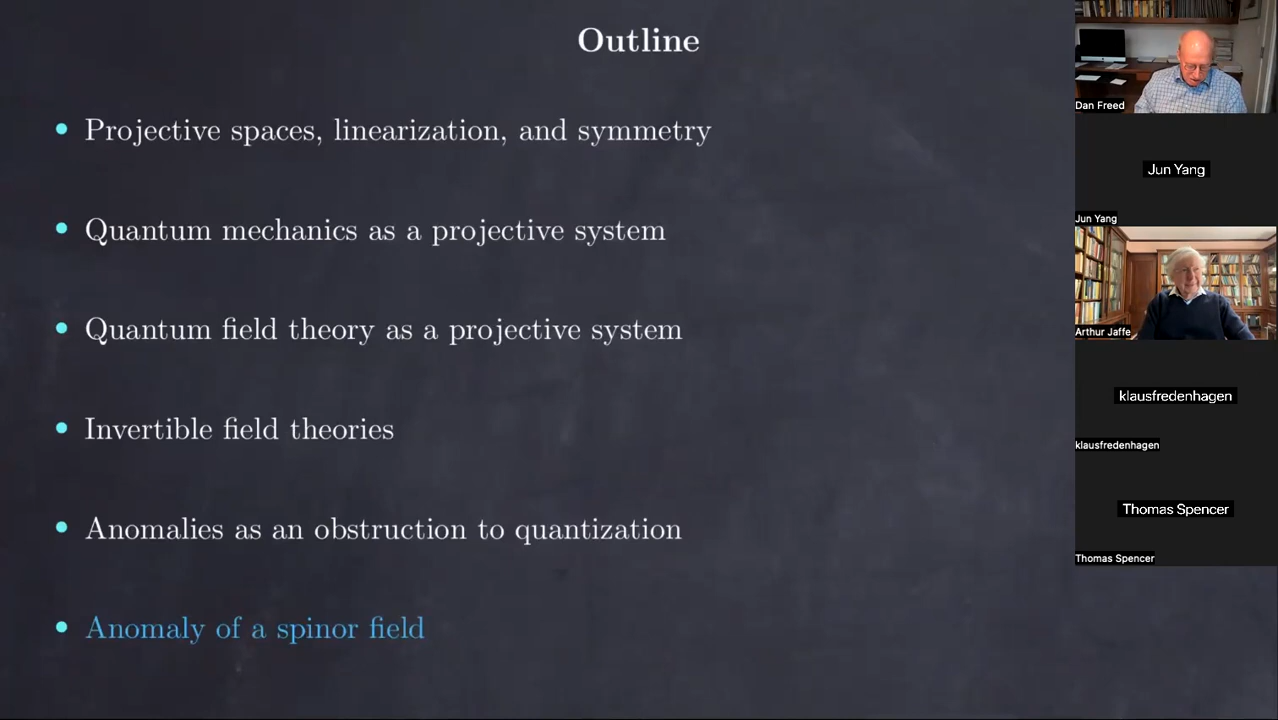 Outline
• Projective spaces, linearization, and symmetry
• Quantum mechanics as a projective system
• Quantum field theory as a projective system
• Invertible field theories
• Anomalies as an obstruction to quantization
• Anomaly of a spinor field
Dan Freed
Jun Yang
Jun Yang
Arthur Jaffe
klausfredenhagen
klausfredenhagen
Thomas Spencer
Thomas Spencer